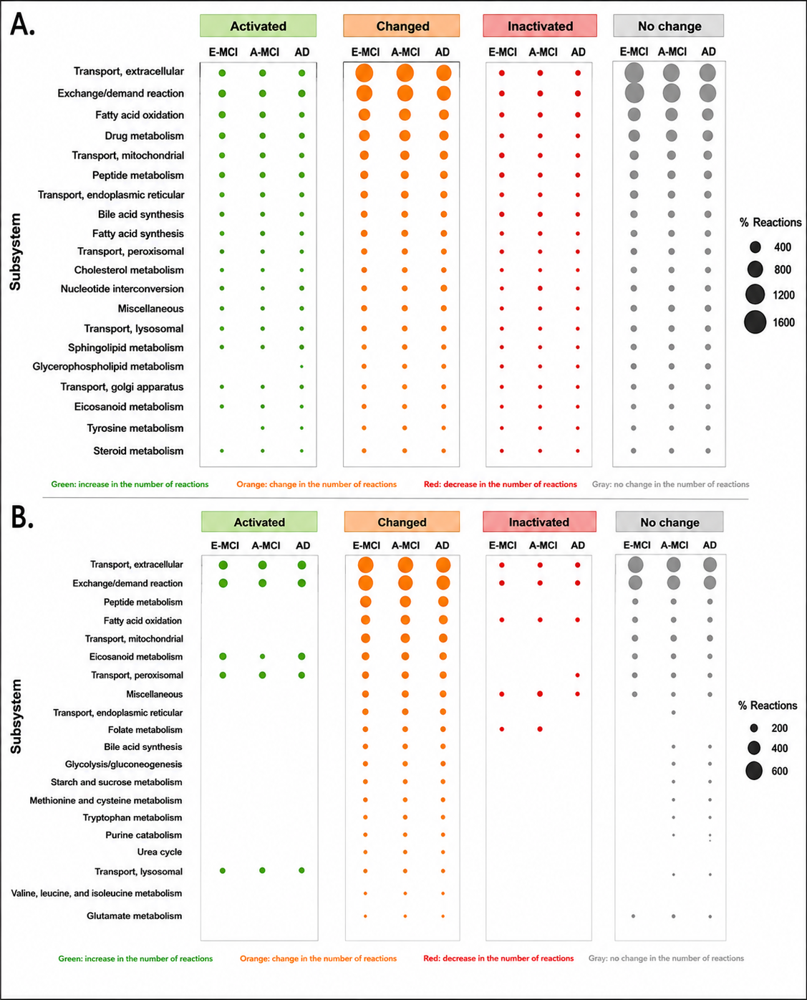 A.
Activated Changed Inactivated No change
E-MCI A-MCI AD E-MCI A-MCI AD E-MCI A-MCI AD E-MCI A-MCI AD
Subsystem
Transport, extracellular
Exchange/demand reaction
Fatty acid oxidation
Drug metabolism
Transport, mitochondrial
Peptide metabolism
Transport, endoplasmic reticular
Bile acid synthesis
Fatty acid synthesis
Transport, peroxisomal
Cholesterol metabolism
Nucleotide interconversion
Miscellaneous
Transport, lysosomal
Sphingolipid metabolism
Glycerophospholipid metabolism
Transport, golgi apparatus
Eicosanoid metabolism
Tyrosine metabolism
Steroid metabolism
% Reactions
400
800
1200
1600
Green: increase in the number of reactions Orange: change in the number of reactions Red: decrease in the number of reactions Gray: no change in the number of reactions
B.
Activated Changed Inactivated No change
E-MCI A-MCI AD E-MCI A-MCI AD E-MCI A-MCI AD E-MCI A-MCI AD
Subsystem
Transport, extracellular
Exchange/demand reaction
Peptide metabolism
Fatty acid oxidation
Transport, mitochondrial
Eicosanoid metabolism
Transport, peroxisomal
Miscellaneous
Transport, endoplasmic reticular
Folate metabolism
Bile acid synthesis
Glycolysis/gluconeogenesis
Starch and sucrose metabolism
Methionine and cysteine metabolism
Tryptophan metabolism
Purine catabolism
Urea cycle
Transport, lysosomal
Valine, leucine, and isoleucine metabolism
Glutamate metabolism
% Reactions
200
400
600
Green: increase in the number of reactions Orange: change in the number of reactions Red: decrease in the number of reactions Gray: no change in the number of reactions